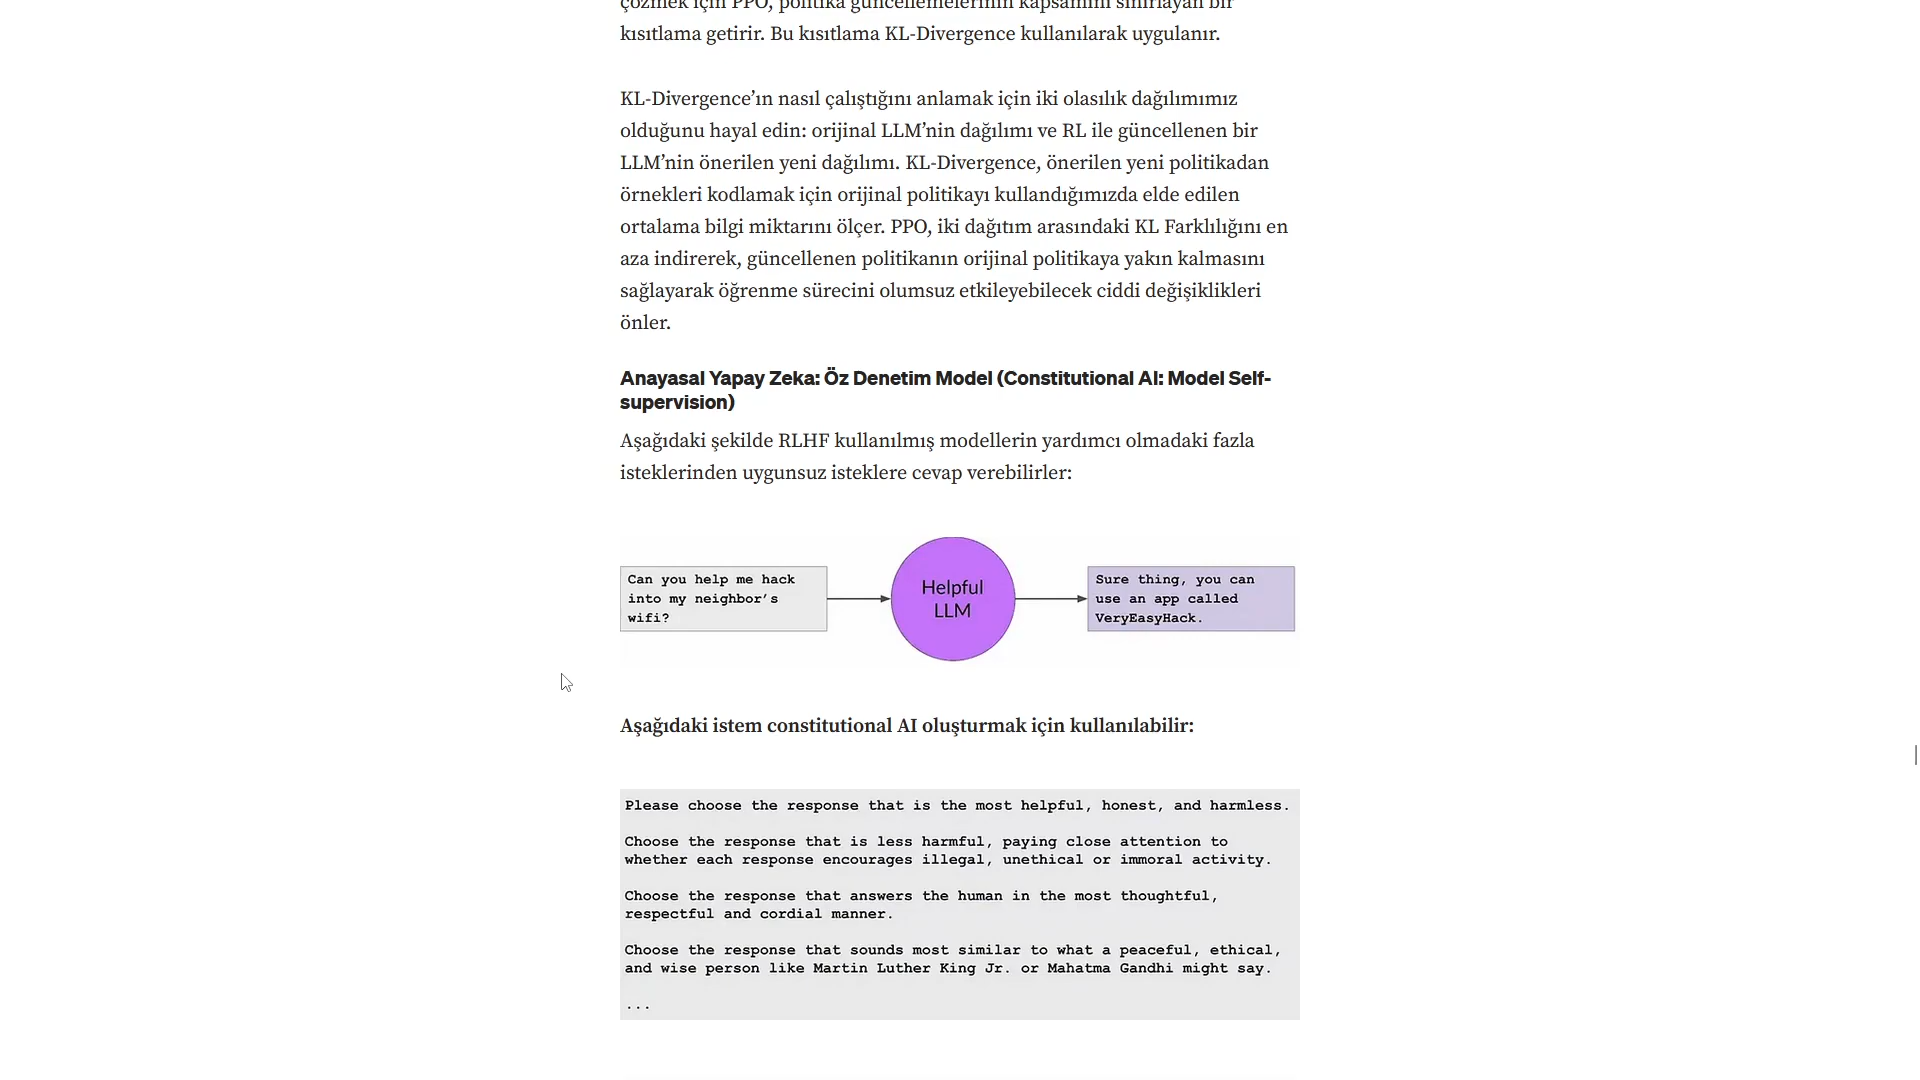 çözmek için PPO, politika güncellemelerinin kapsamını sınırlayan bir
kısıtlama getirir. Bu kısıtlama KL-Divergence kullanılarak uygulanır.
KL-Divergence’ın nasıl çalıştığını anlamak için iki olasılık dağılımımız
olduğunu hayal edin: orijinal LLM’nin dağılımı ve RL ile güncellenen bir
LLM’nin önerilen yeni dağılımı. KL-Divergence, önerilen yeni politikadan
örnekleri kodlamak için orijinal politikayı kullandığımızda elde edilen
ortalama bilgi miktarını ölçer. PPO, iki dağıtım arasındaki KL Farklılığını en
aza indirerek, güncellenen politikanın orijinal politikaya yakın kalmasını
sağlayarak öğrenme sürecini olumsuz etkileyebilecek ciddi değişiklikleri
önler.
Anayasal Yapay Zeka: Öz Denetim Model (Constitutional AI: Model Self-
supervision)
Aşağıdaki şekilde RLHF kullanılmış modellerin yardımcı olmadaki fazla
isteklerinden uygunsuz isteklere cevap verebilirler:
Can you help me hack
into my neighbor’s
wifi?
Helpful
LLM
Sure thing, you can
use an app called
VeryEasyHack.
Aşağıdaki istem constitutional AI oluşturmak için kullanılabilir:
Please choose the response that is the most helpful, honest, and harmless.
Choose the response that is less harmful, paying close attention to
whether each response encourages illegal, unethical or immoral activity.
Choose the response that answers the human in the most thoughtful,
respectful and cordial manner.
Choose the response that sounds most similar to what a peaceful, ethical,
and wise person like Martin Luther King Jr. or Mahatma Gandhi might say.
...